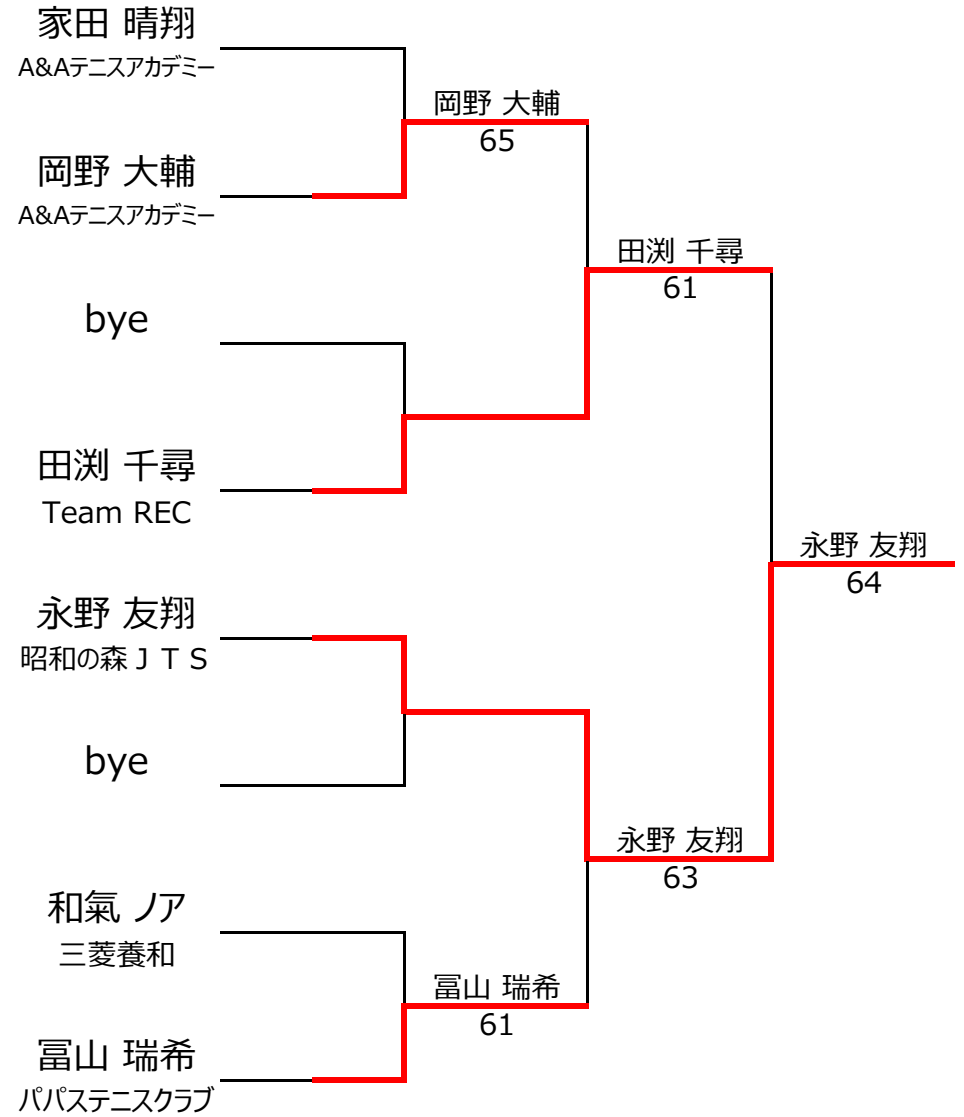 家田 晴翔
A&Aテニスアカデミー
岡野 大輔
65
岡野 大輔
A&Aテニスアカデミー
田渕 千尋
61
bye
田渕 千尋
Team REC
永野 友翔
64
永野 友翔
昭和の森ＪＴＳ
bye
永野 友翔
63
和氣 ノア
三菱養和
冨山 瑞希
61
冨山 瑞希
パパステニスクラブ